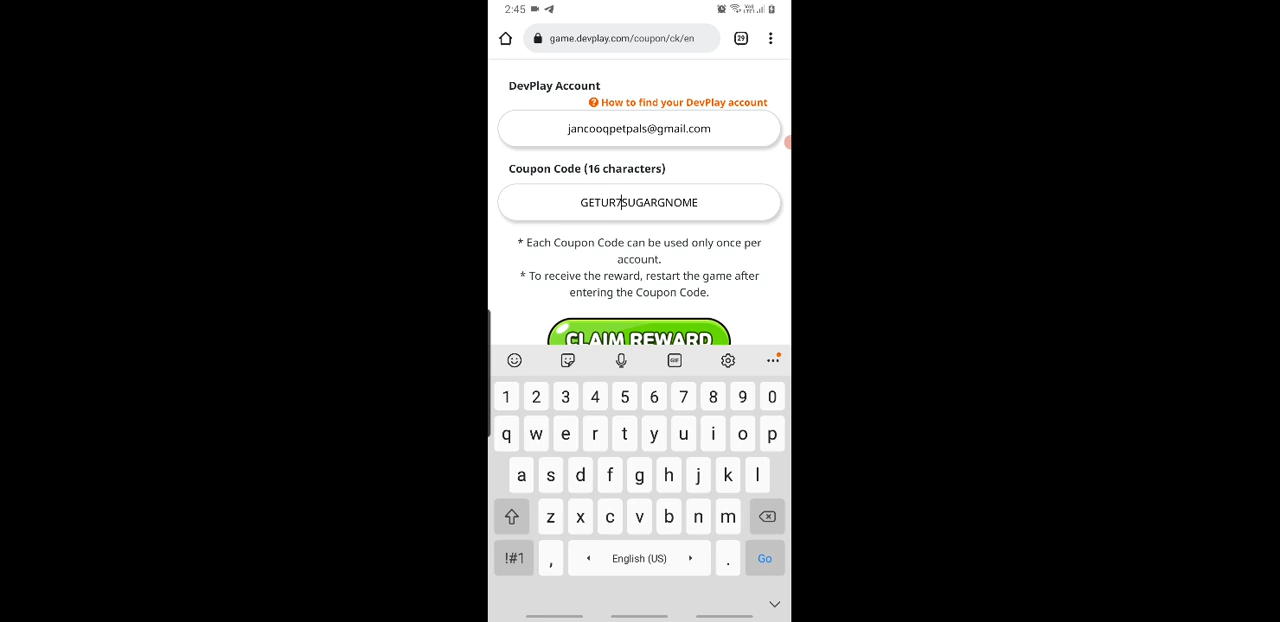 2:45
game.devplay.com/coupon/ck/en
29
DevPlay Account
? How to find your DevPlay account
jancooqpetpals@gmail.com
Coupon Code (16 characters)
GETUR7SUGARGNOME
* Each Coupon Code can be used only once per
account.
* To receive the reward, restart the game after
entering the Coupon Code.
CLAIM REWARD
GIF
1 2 3 4 5 6 7 8 9 0
q w e r t y u i o p
a s d f g h j k l
z x c v b n m
!#1 , English (US) . Go